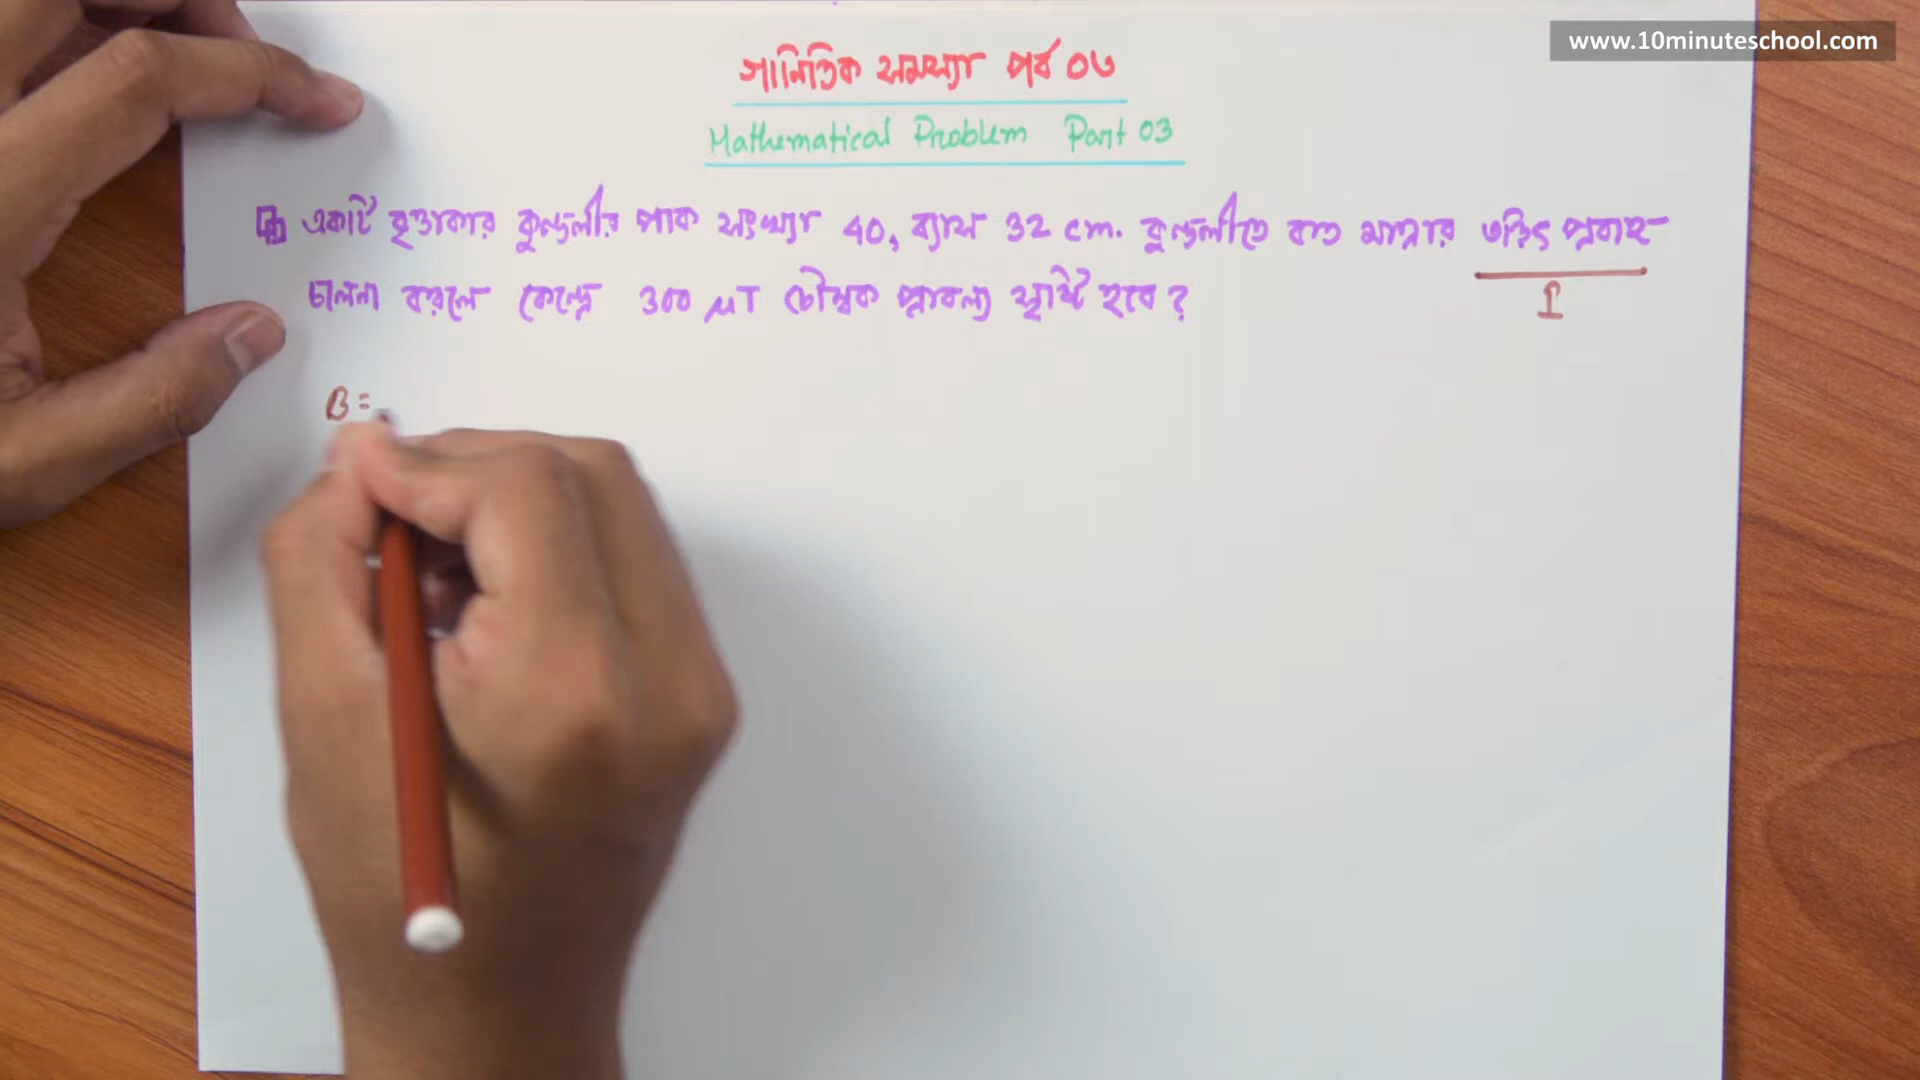 www.10minuteschool.com
গানিতিক সমস্যা পর্ব ০৩
Mathematical Problem Part 03
একটি বৃত্তাকার কুন্ডলীর পাক সংখ্যা 40, ব্যাস 32 cm. কুন্ডলীতে কত মাত্রার তড়িৎ প্রবাহ
চালনা করলে কেন্দ্রে 300 μT চৌম্বক প্রাবল্য সৃষ্টি হবে?
I
B =